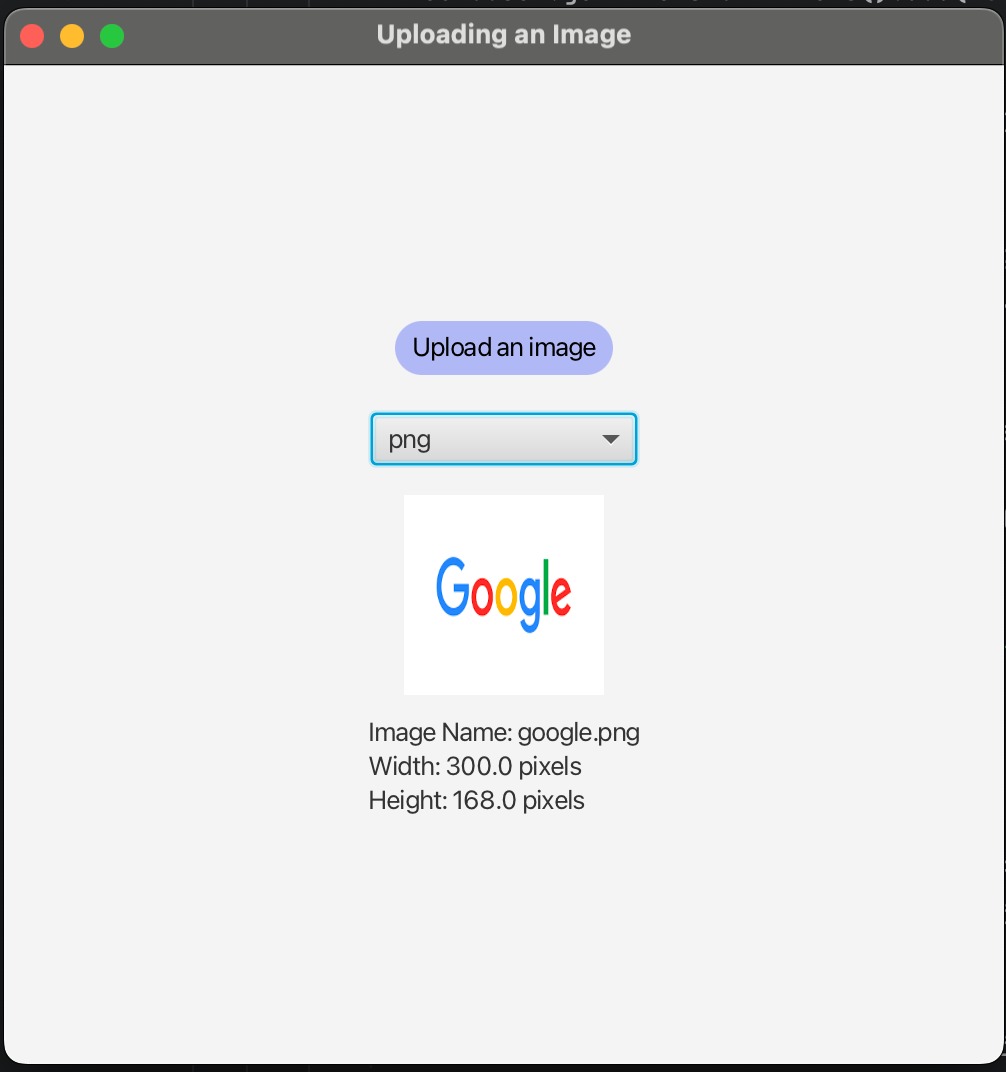 Uploading an Image
Upload an image
png
Google
Image Name: google.png
Width: 300.0 pixels
Height: 168.0 pixels